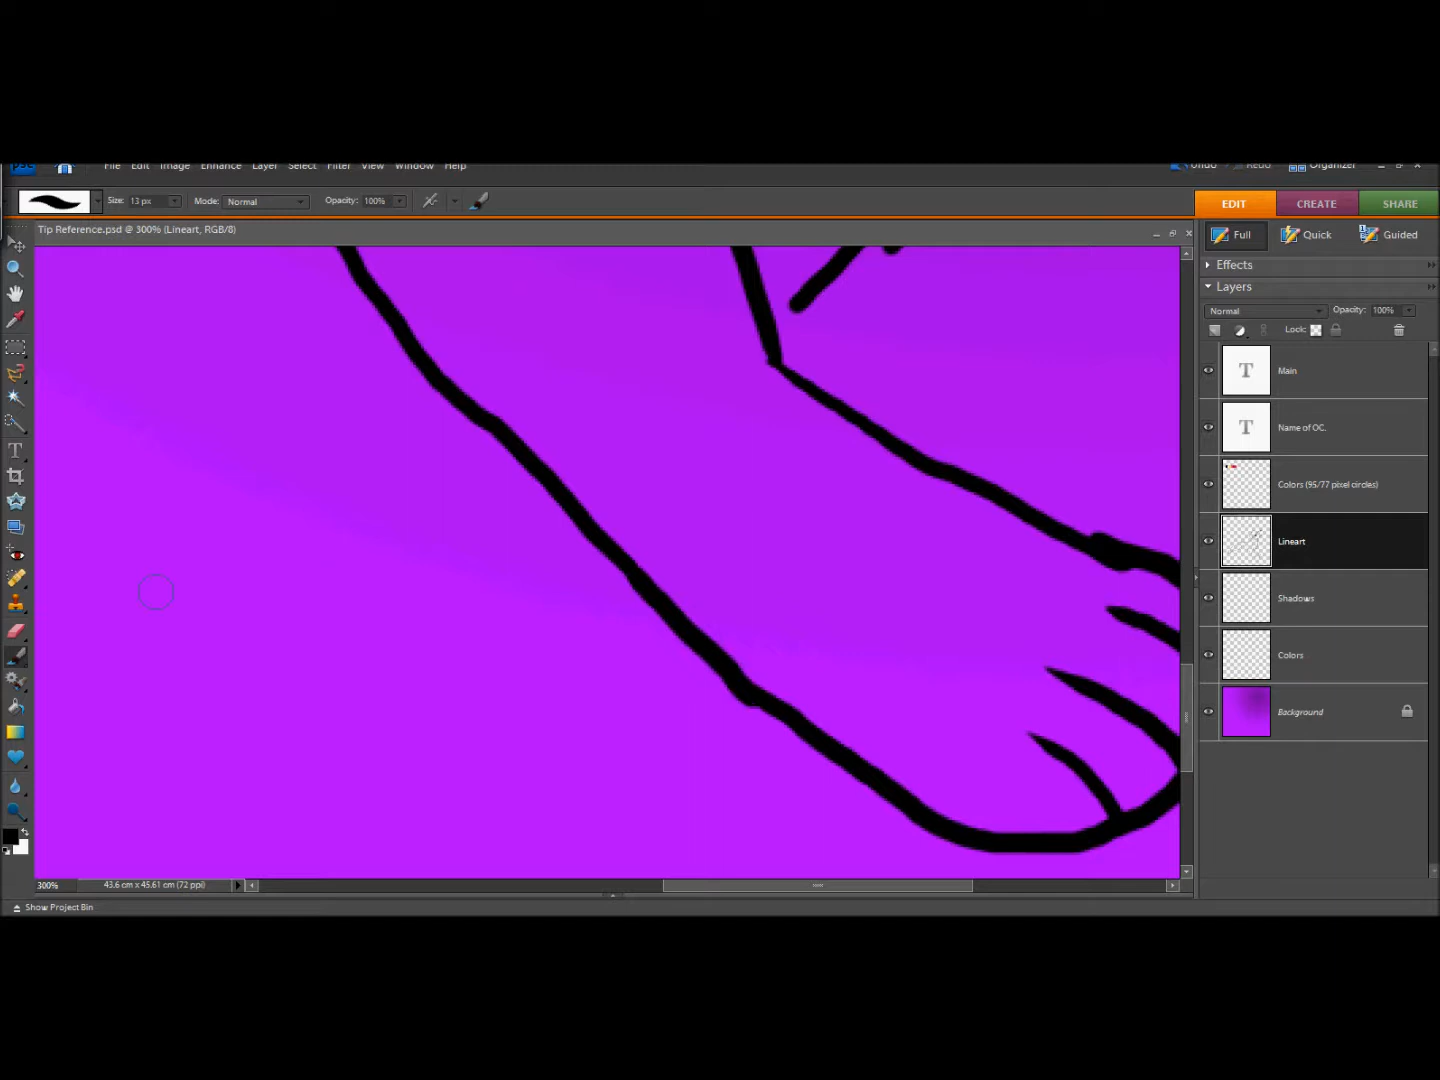 File Edit Image Enhance Layer Select Filter View Window Help Undo Redo Organizer
Size: 13 px Mode: Normal Opacity: 100% EDIT CREATE SHARE
Tip Reference.psd @ 300% (Lineart, RGB/8)
Full Quick Guided
Effects
Layers
Normal Opacity: 100%
Lock:
T Main
T Name of OC.
Colors (95/77 pixel circles)
Lineart
Shadows
Colors
Background
300% 43.6 cm x 45.61 cm (72 ppi)
Show Project Bin